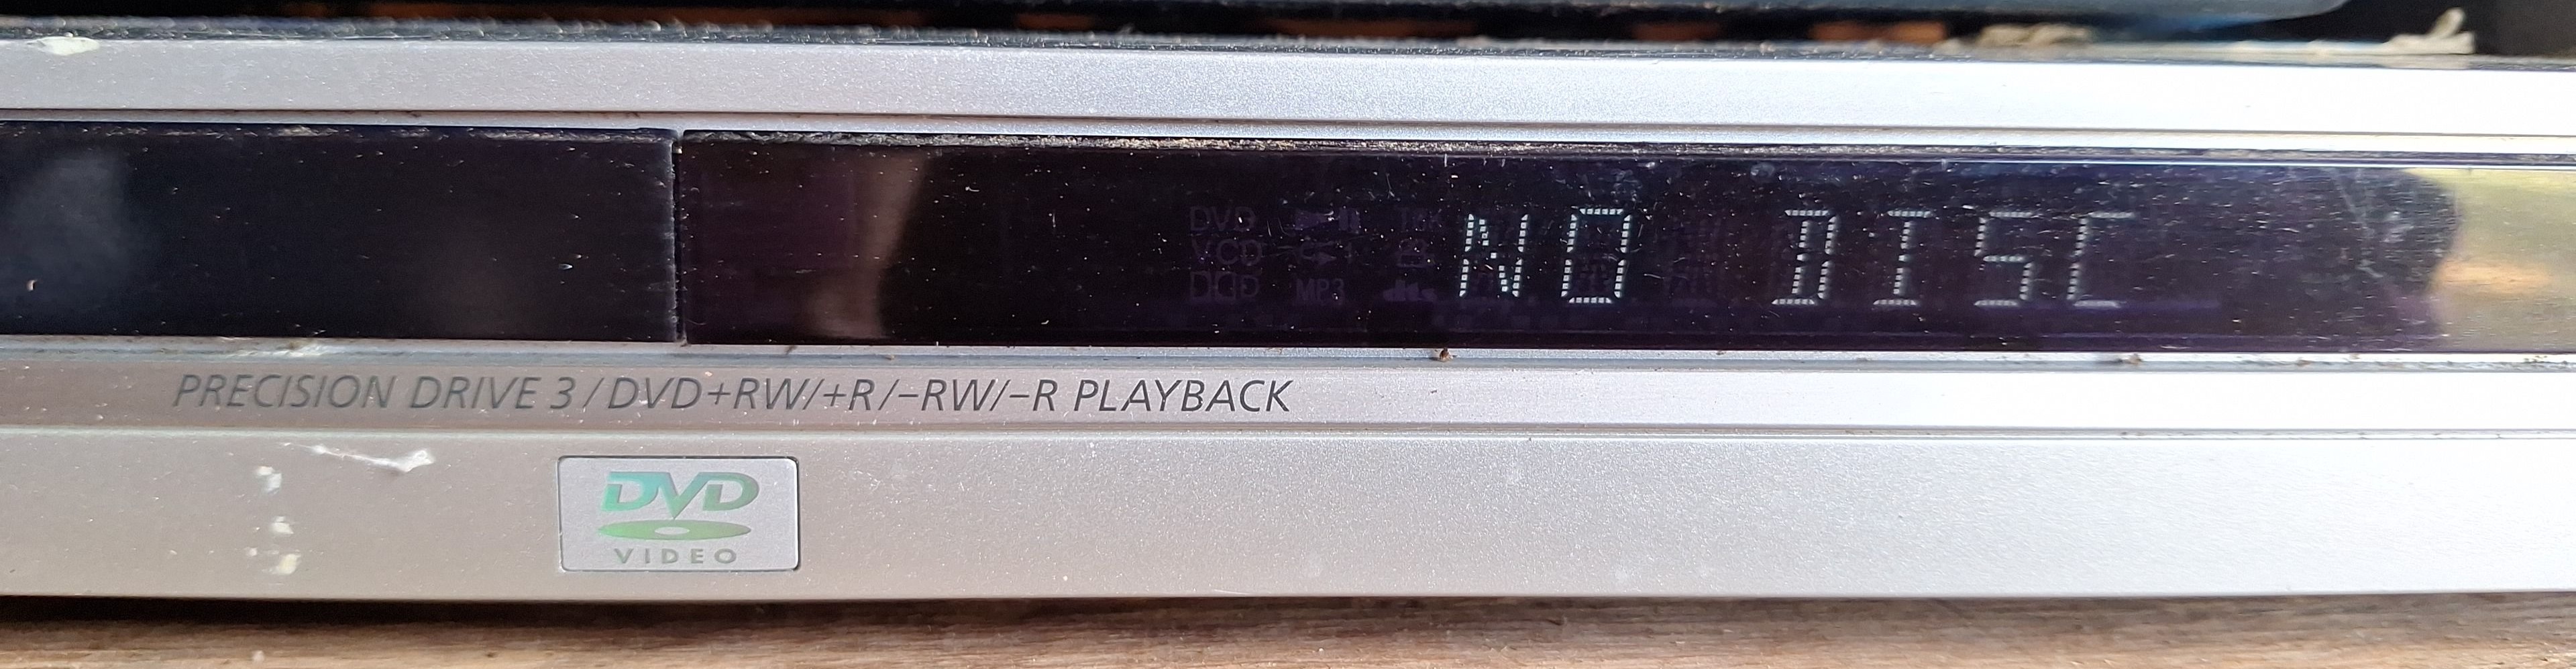 DVD
VCD
MP3
NO DISC
PRECISION DRIVE 3/DVD+RW/+R/-RW/-R PLAYBACK
DVD
VIDEO